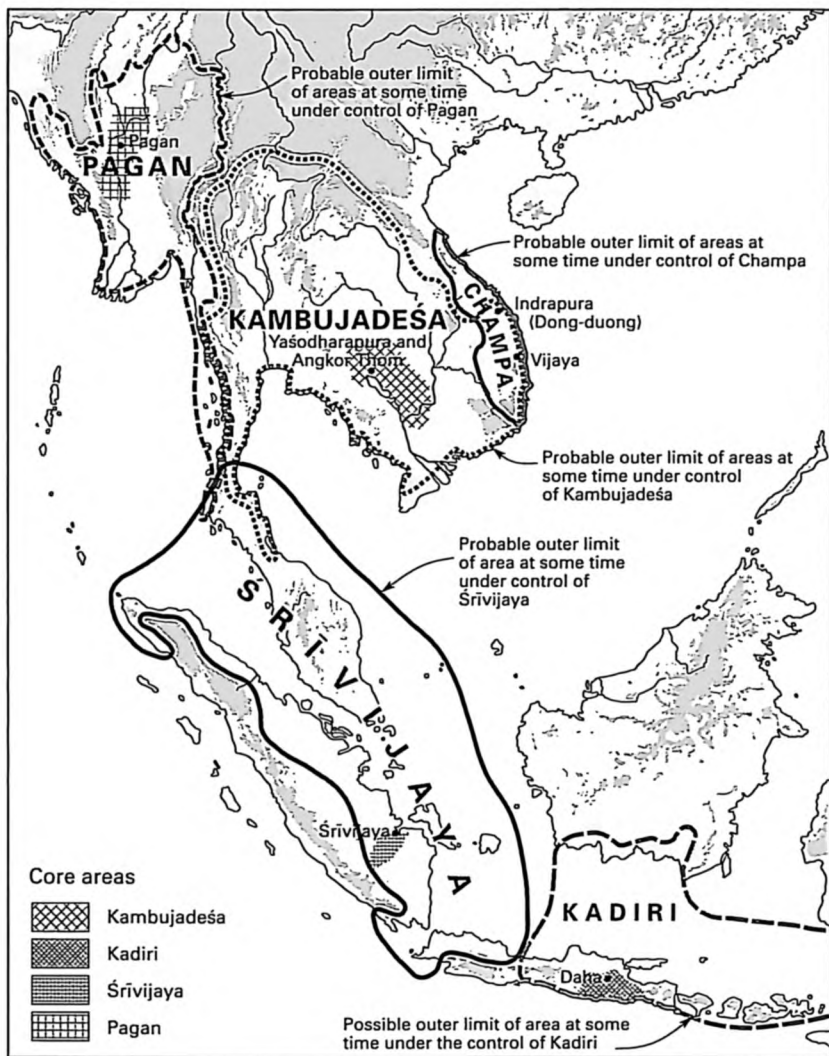 Probable outer limit
of areas at some time
under control of Pagan
Pagan
PAGAN
Probable outer limit of areas at
some time under control of Champa
CHAMPA
Indrapura
(Dong-duong)
Vijaya
KAMBUJADEŚA
Yaśodharapura and
Angkor Thom
Probable outer limit of areas at
some time under control
of Kambujadeśa
Probable outer limit
of area at some time
under control of
Śrīvijaya
ŚRĪVIJAYA
Śrīvijaya
KADIRI
Daha
Possible outer limit of area at some
time under the control of Kadiri
Core areas
Kambujadeśa
Kadiri
Śrīvijaya
Pagan